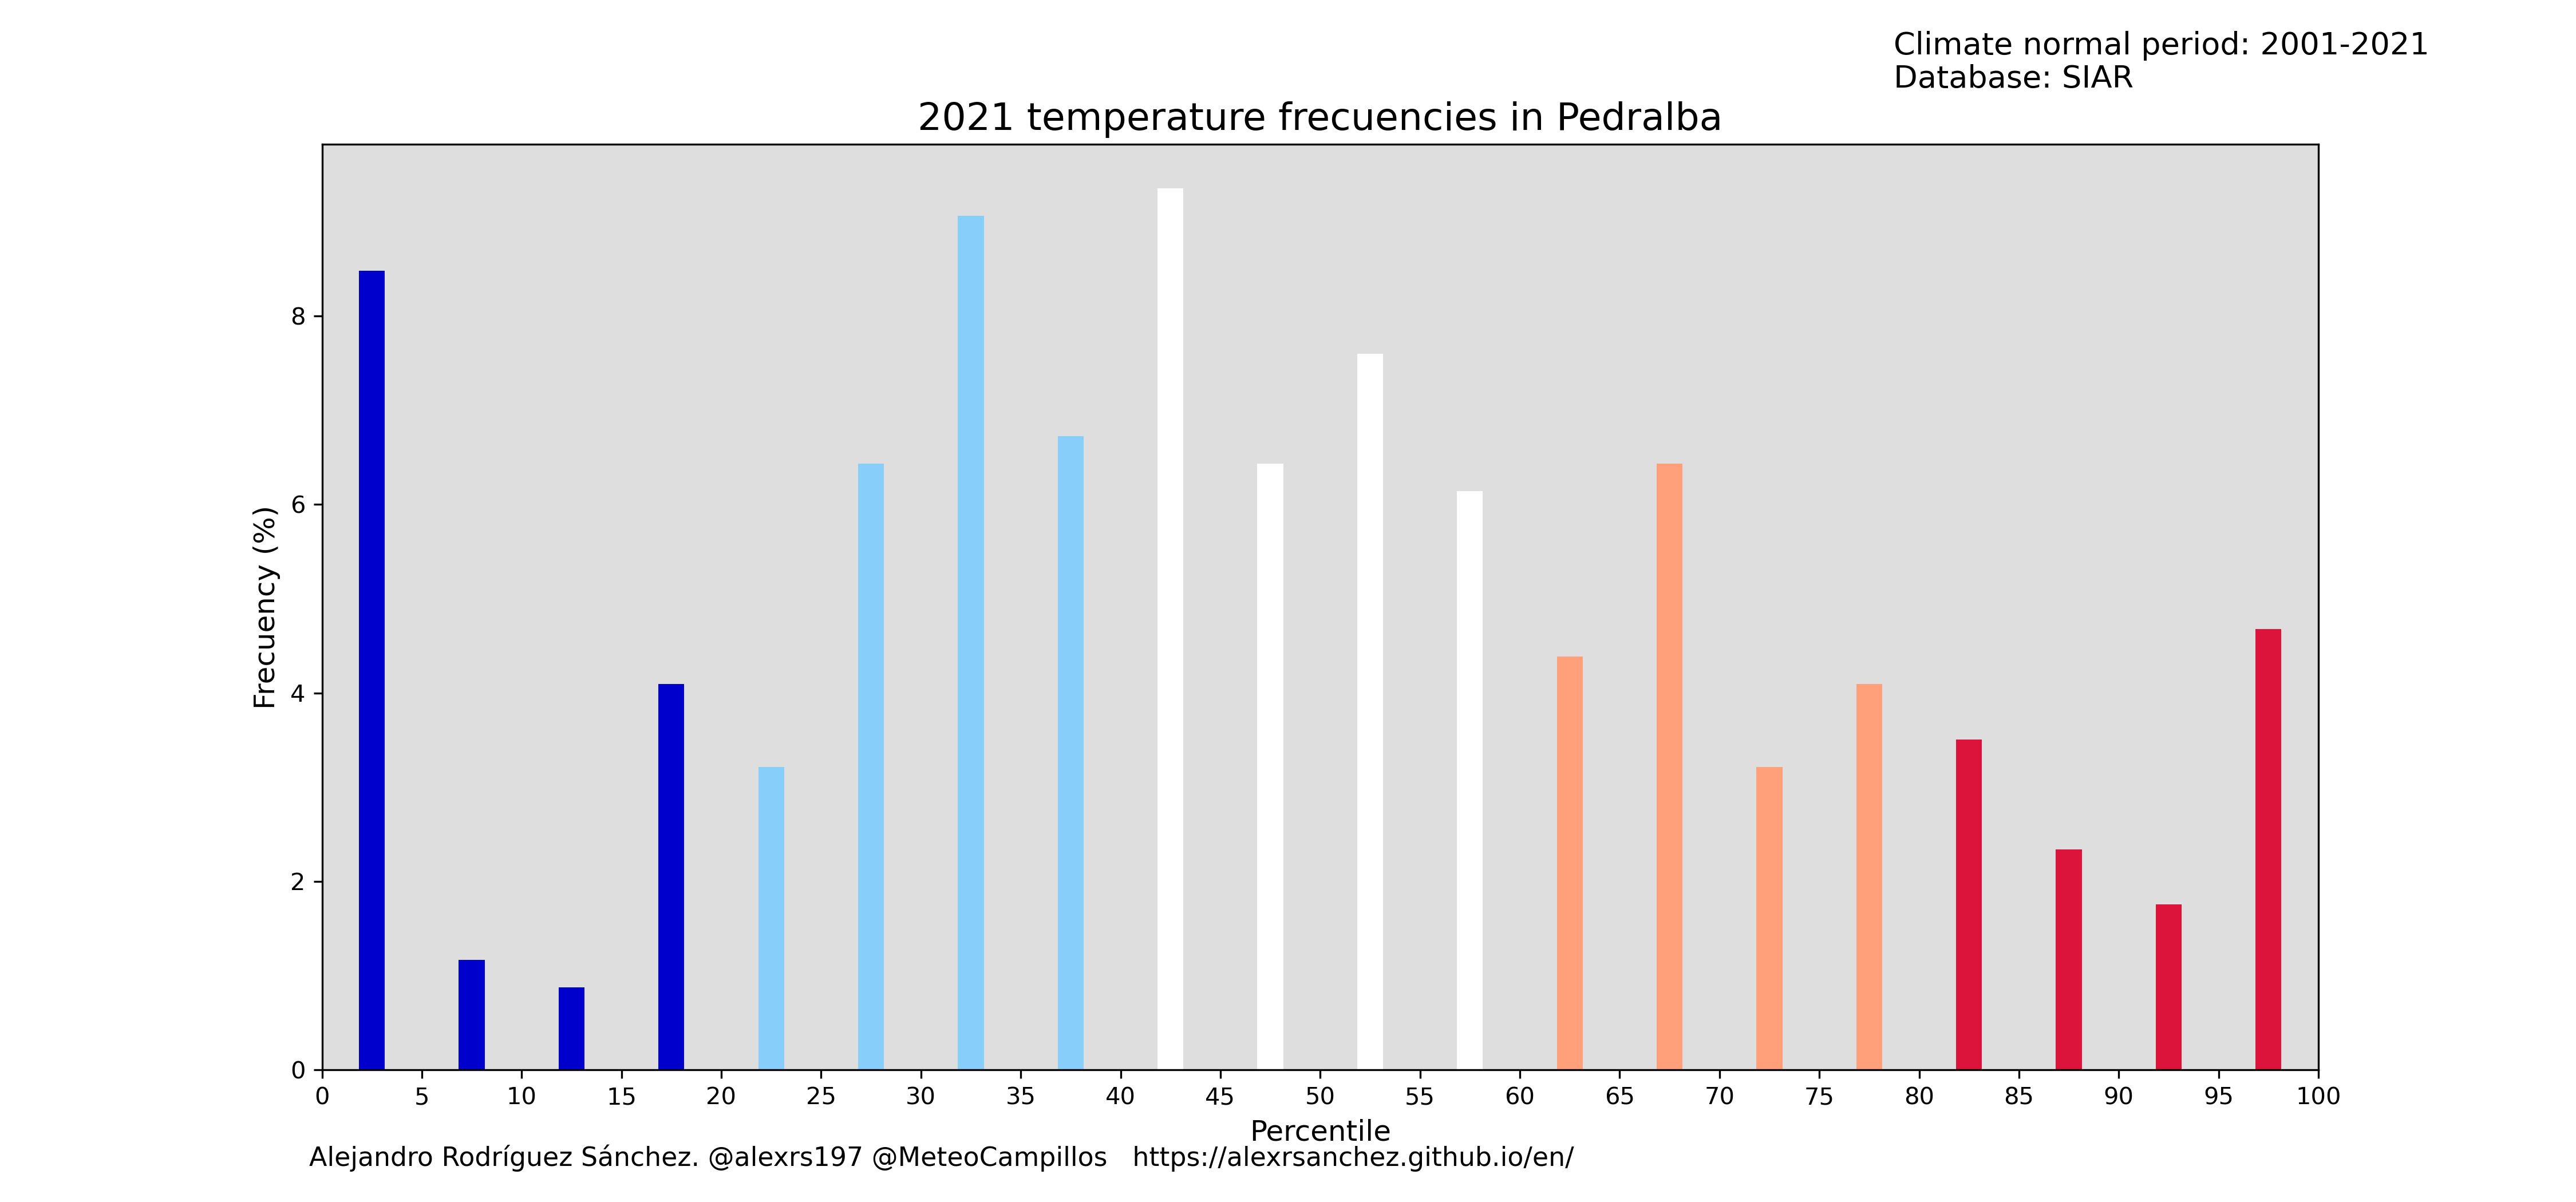 Climate normal period: 2001-2021
Database: SIAR
2021 temperature frecuencies in Pedralba
Frecuency (%)
8
6
4
2
0
0 5 10 15 20 25 30 35 40 45 50 55 60 65 70 75 80 85 90 95 100
Percentile
Alejandro Rodríguez Sánchez. @alexrs197 @MeteoCampillos https://alexrsanchez.github.io/en/